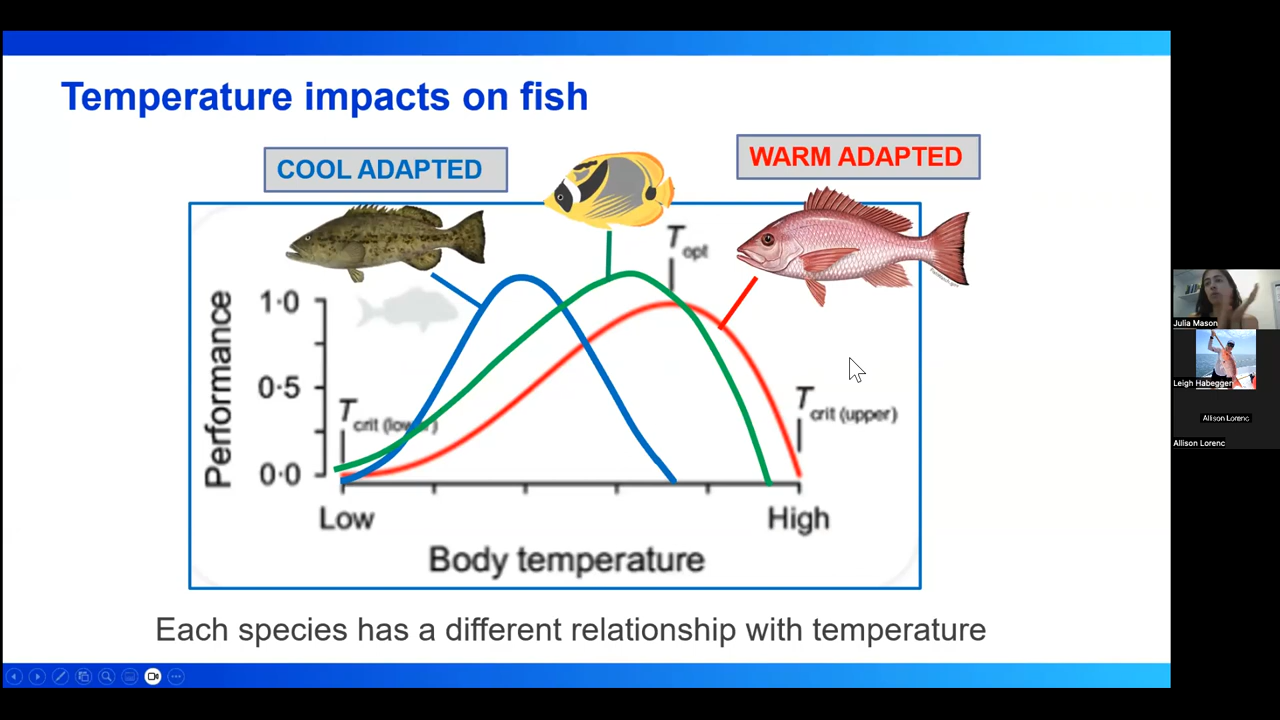 Temperature impacts on fish
COOL ADAPTED
WARM ADAPTED
T opt
1·0
0·5
0·0
Performance
T crit (lower)
T crit (upper)
Low
High
Body temperature
Each species has a different relationship with temperature
Julia Mason
Leigh Habegger
Allison Lorenc
Allison Lorenc